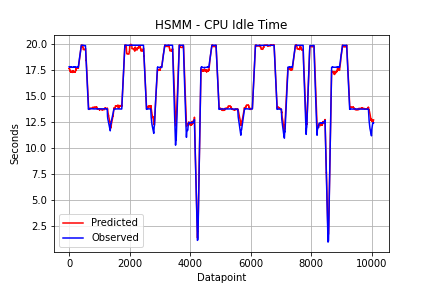 HSMM - CPU Idle Time
20.0
17.5
15.0
12.5
10.0
7.5
5.0
2.5
Seconds
Predicted
Observed
0 2000 4000 6000 8000 10000
Datapoint